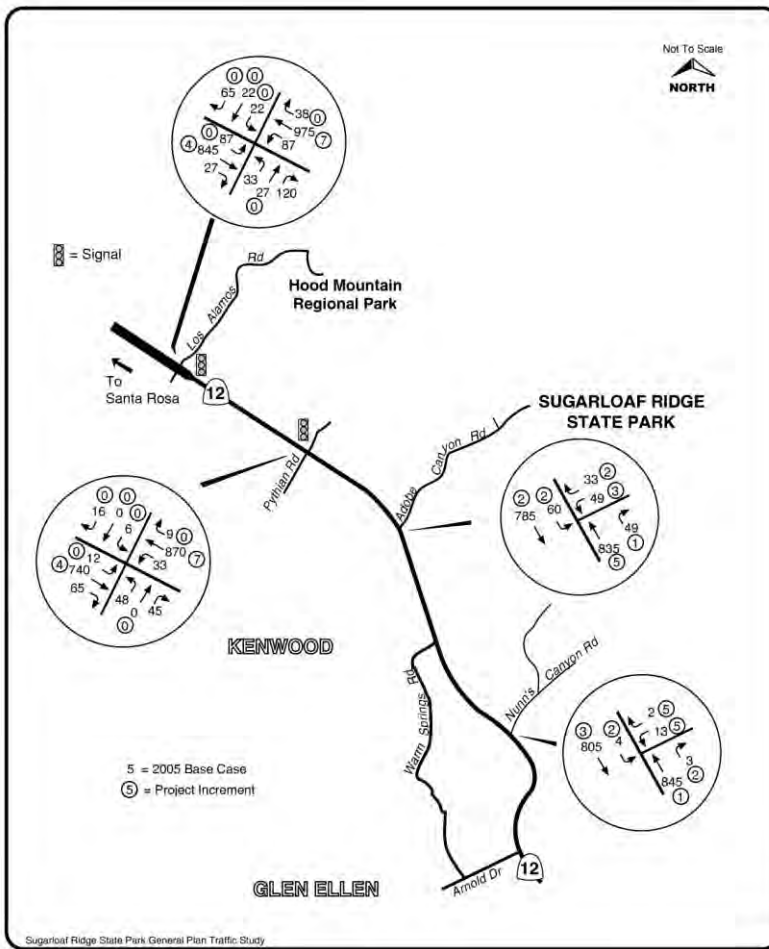 Not To Scale
NORTH
0 0
65 22 0
22
38 0
975 7
87
0
87
4 845
27
33
27 120
0
= Signal
Los Alamos Rd
Hood Mountain
Regional Park
To
Santa Rosa
12
Pythian Rd
Adobe Canyon Rd
SUGARLOAF RIDGE
STATE PARK
2 2
785 60
33 2
49 3
49
1
835
5
0 0
16 0 0
6
9 0
870 7
33
0 12
4 740
65
48
0 45
0
KENWOOD
Warm Springs Rd
Nunn's Canyon Rd
3 2
805 4
2 5
13 5
3
2
845
1
5 = 2005 Base Case
5 = Project Increment
GLEN ELLEN
Arnold Dr
12
Sugarloaf Ridge State Park General Plan Traffic Study